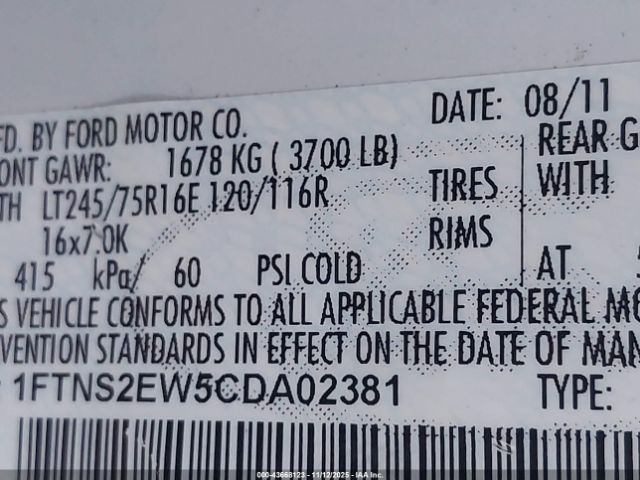 FD. BY FORD MOTOR CO. DATE: 08/11
ONT GAWR: 1678 KG ( 3700 LB) REAR G
TH LT245/75R16E 120/116R TIRES WITH
16x7.0K RIMS
415 kPa/ 60 PSI COLD AT
S VEHICLE CONFORMS TO ALL APPLICABLE FEDERAL MO
VENTION STANDARDS IN EFFECT ON THE DATE OF MAN
1FTNS2EW5CDA02381 TYPE:
000-43668123 - 11/12/2025 - IAA Inc.